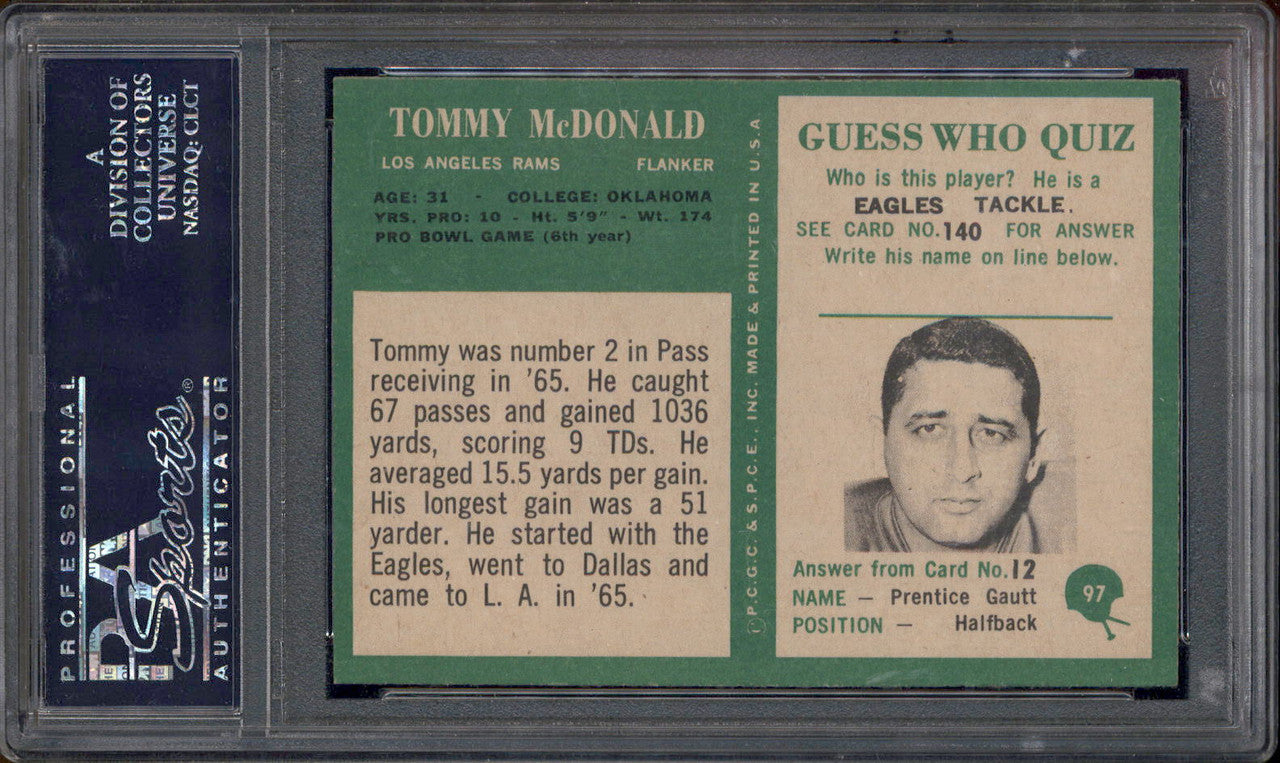 A
DIVISION OF
COLLECTORS
UNIVERSE
NASDAQ: CLCT
PROFESSIONAL
PSA
Sports®
AUTHENTICATOR
TOMMY McDONALD
LOS ANGELES RAMS FLANKER
AGE: 31 - COLLEGE: OKLAHOMA
YRS. PRO: 10 - Ht. 5'9" - Wt. 174
PRO BOWL GAME (6th year)
Tommy was number 2 in Pass
receiving in '65. He caught
67 passes and gained 1036
yards, scoring 9 TDs. He
averaged 15.5 yards per gain.
His longest gain was a 51
yarder. He started with the
Eagles, went to Dallas and
came to L. A. in '65.
©P.C.G.C. & S.P.C.E., INC. MADE & PRINTED IN U.S.A
GUESS WHO QUIZ
Who is this player? He is a
EAGLES TACKLE.
SEE CARD NO. 140 FOR ANSWER
Write his name on line below.
Answer from Card No. 12
NAME — Prentice Gautt
POSITION — Halfback
97